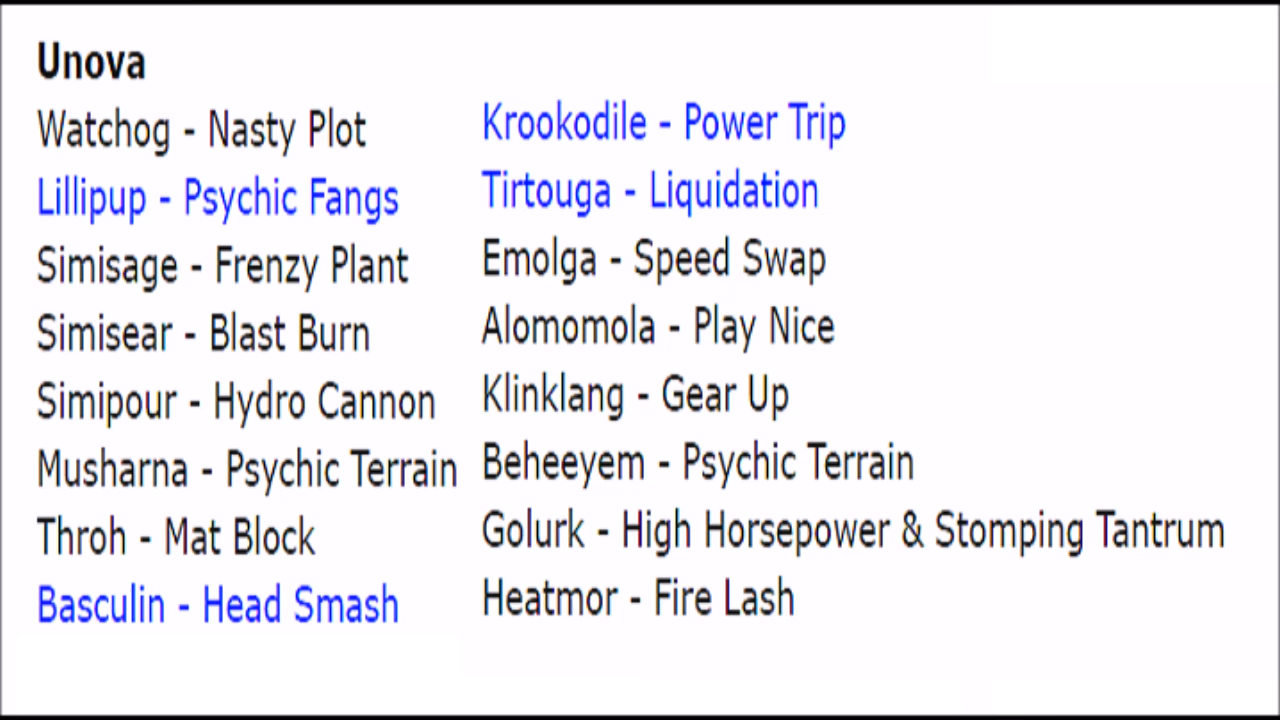 Unova
Watchog - Nasty Plot
Lillipup - Psychic Fangs
Simisage - Frenzy Plant
Simisear - Blast Burn
Simipour - Hydro Cannon
Musharna - Psychic Terrain
Throh - Mat Block
Basculin - Head Smash
Krookodile - Power Trip
Tirtouga - Liquidation
Emolga - Speed Swap
Alomomola - Play Nice
Klinklang - Gear Up
Beheeyem - Psychic Terrain
Golurk - High Horsepower & Stomping Tantrum
Heatmor - Fire Lash